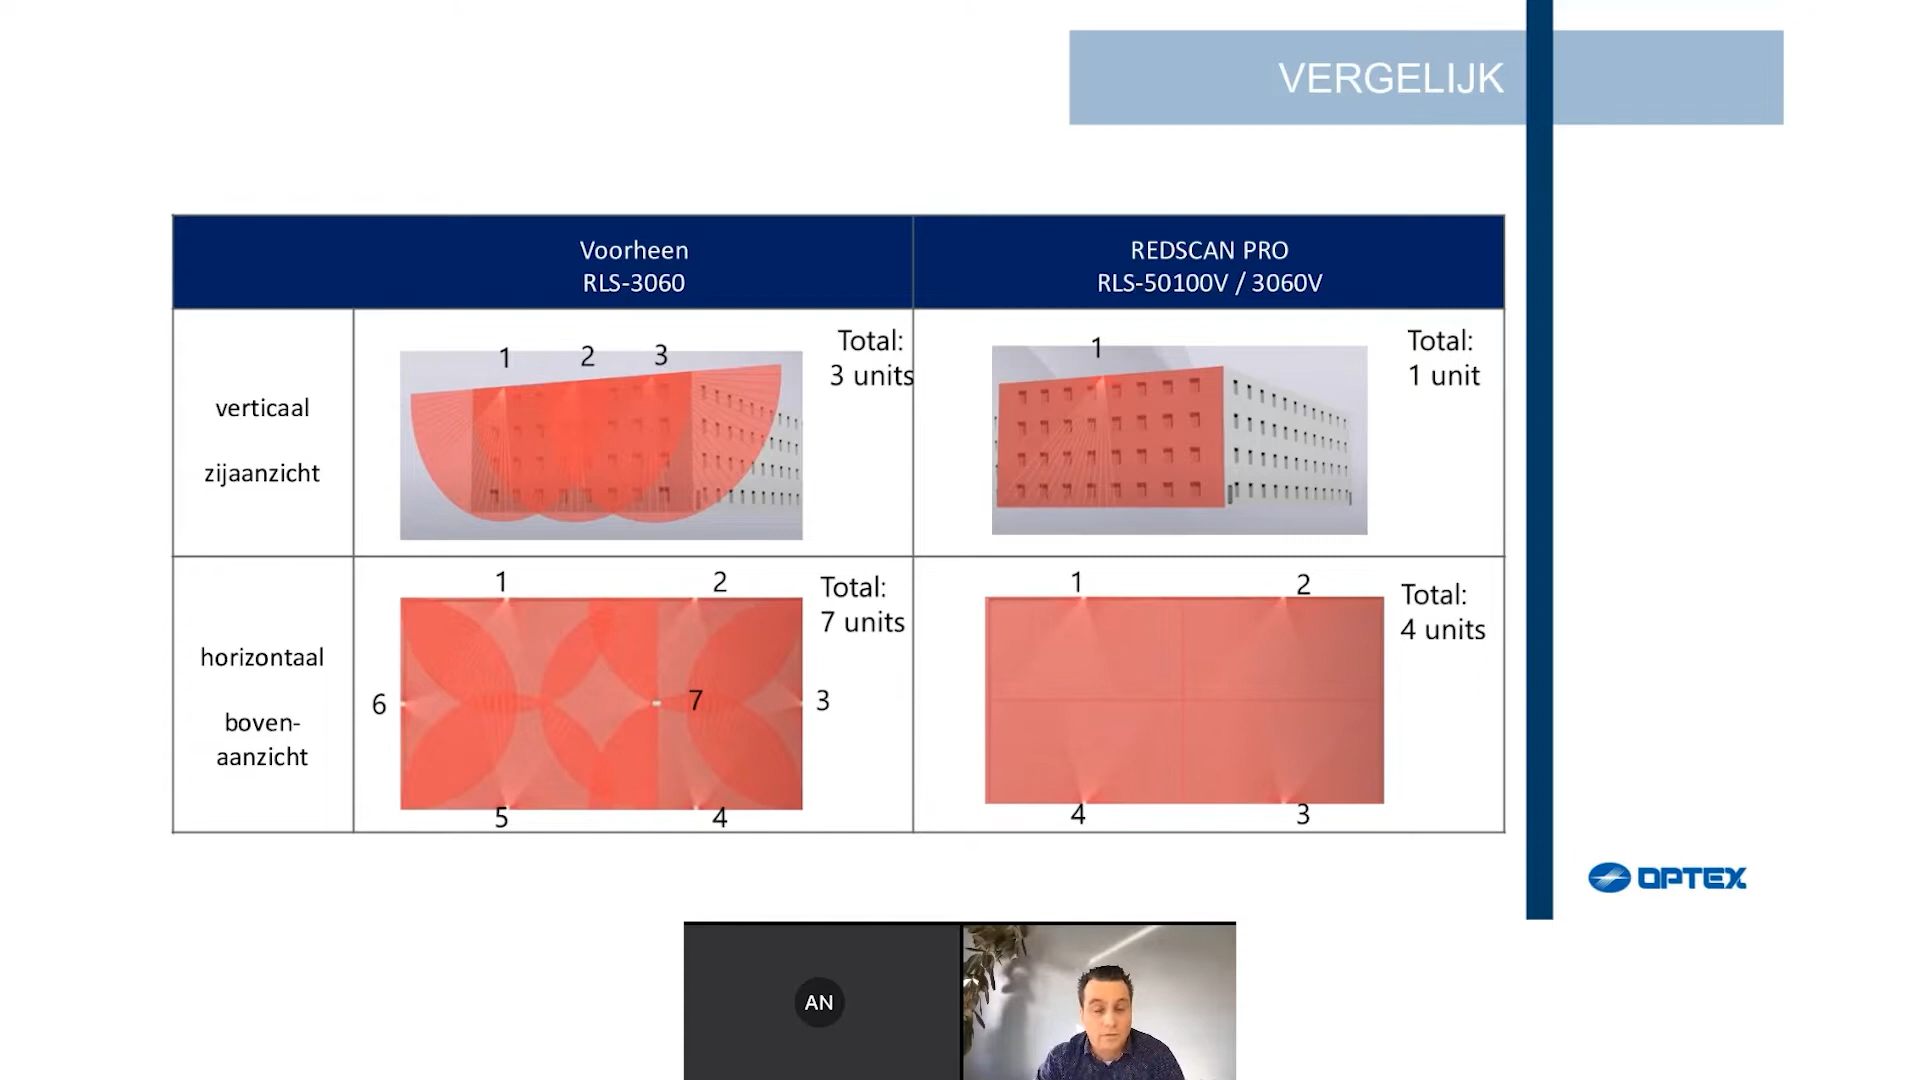 VERGELIJK
Voorheen
RLS-3060
REDSCAN PRO
RLS-50100V / 3060V
verticaal
zijaanzicht
1 2 3
Total:
3 units
1
Total:
1 unit
horizontaal
boven-
aanzicht
1 2
Total:
7 units
6 7 3
5 4
1 2
Total:
4 units
4 3
OPTEX
AN